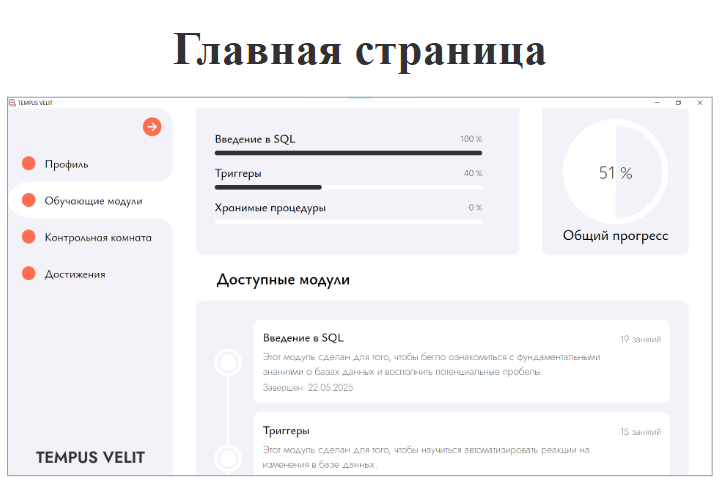 Главная страница
TEMPUS VELIT
Введение в SQL 100 %
Триггеры 40 %
Хранимые процедуры 0 %
51 %
Общий прогресс
Профиль
Обучающие модули
Контрольная комната
Достижения
Доступные модули
Введение в SQL 19 занятий
Этот модуль сделан для того, чтобы бегло ознакомиться с фундаментальными
знаниями о базах данных и восполнить потенциальные пробелы.
Завершен: 22.05.2025
Триггеры 15 занятий
Этот модуль сделан для того, чтобы научиться автоматизировать реакции на
изменения в базе данных.
TEMPUS VELIT